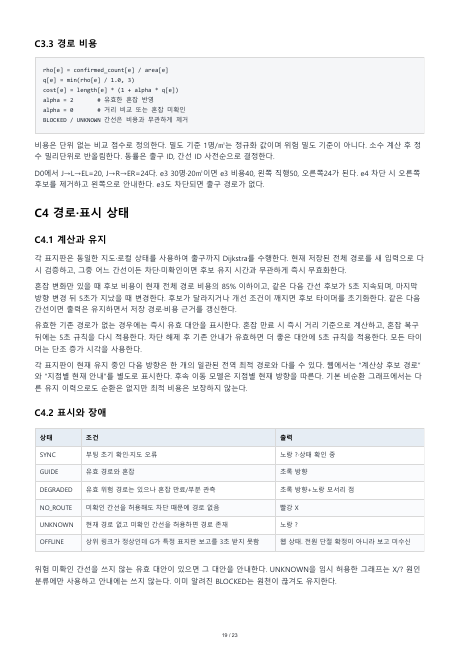 C3.3 경로 비용
rho[e] = confirmed_count[e] / area[e]
q[e] = min(rho[e] / 1.0, 3)
cost[e] = length[e] * (1 + alpha * q[e])
alpha = 2 # 유효한 혼잡 반영
alpha = 0 # 거리 비교 또는 혼잡 미확인
BLOCKED / UNKNOWN 간선은 비용과 무관하게 제거
비용은 단위 없는 비교 점수로 정의한다. 밀도 기준 1명/㎡는 정규화 값이며 위험 밀도 기준이 아니다. 소수 계산 후 정
수 밀리단위로 반올림한다. 동률은 출구 ID, 간선 ID 사전순으로 결정한다.
D0에서 J→L→EL=20, J→R→ER=24다. e3 30명·20㎡이면 e3 비용40, 왼쪽 직행50, 오른쪽24가 된다. e4 차단 시 오른쪽
후보를 제거하고 왼쪽으로 안내한다. e3도 차단되면 출구 경로가 없다.
C4 경로·표시 상태
C4.1 계산과 유지
각 표지판은 동일한 지도·로컬 상태를 사용하며 출구까지 Dijkstra를 수행한다. 현재 저장된 전체 경로를 새 입력으로 다
시 검증하고, 그중 어느 간선이든 차단·미확인이면 후보 유지 시간과 무관하게 즉시 무효화한다.
혼잡 변화만 있을 때 후보 비용이 현재 전체 경로 비용의 85% 이하이고, 같은 다음 간선 후보가 5초 지속되며, 마지막
방향 변경 뒤 5초가 지났을 때 변경한다. 후보가 달라지거나 개선 조건이 깨지면 후보 타이머를 초기화한다. 같은 다음
간선이면 출력은 유지하면서 저장 경로·비용 근거를 갱신한다.
유효한 기존 경로가 없는 경우에는 즉시 유효 대안을 표시한다. 혼잡 만료 시 즉시 거리 기준으로 계산하고, 혼잡 복구
뒤에는 5초 규칙을 다시 적용한다. 차단 해제 후 기존 안내가 유효하면 더 좋은 대안에 5초 규칙을 적용한다. 모든 타이
머는 단조 증가 시각을 사용한다.
각 표지판이 현재 유지 중인 다음 방향은 한 개의 일관된 전역 최적 경로와 다를 수 있다. 웹에서는 "계산상 후보 경로"
와 "지점별 현재 안내"를 별도로 표시한다. 후속 이동 모델은 지점별 현재 방향을 따른다. 기본 비순환 그래프에서는 다
른 유지 이력으로도 순환은 없지만 최적 비용은 보장하지 않는다.
C4.2 표시와 장애
상태 조건 출력
SYNC 부팅 초기 확인·지도 오류 노랑 ?·상태 확인 중
GUIDE 유효 경로와 혼잡 초록 방향
DEGRADED 유효 위험 경로는 있으나 혼잡 만료/부분 관측 초록 방향+노랑 모서리 점
NO_ROUTE 미확인 간선을 허용해도 차단 때문에 경로 없음 빨강 X
UNKNOWN 현재 경로 없고 미확인 간선을 허용하면 경로 존재 노랑 ?
OFFLINE 상위 링크가 정상인데 G가 특정 표지판 보고를 3초 받지 못함 웹 상태. 전원 단절 확정이 아니라 보고 미수신
위험 미확인 간선을 쓰지 않는 유효 대안이 있으면 그 대안을 안내한다. UNKNOWN을 임시 허용한 그래프는 X/? 원인
분류에만 사용하고 안내에는 쓰지 않는다. 이미 알려진 BLOCKED는 원천이 끊겨도 유지한다.
19 / 23